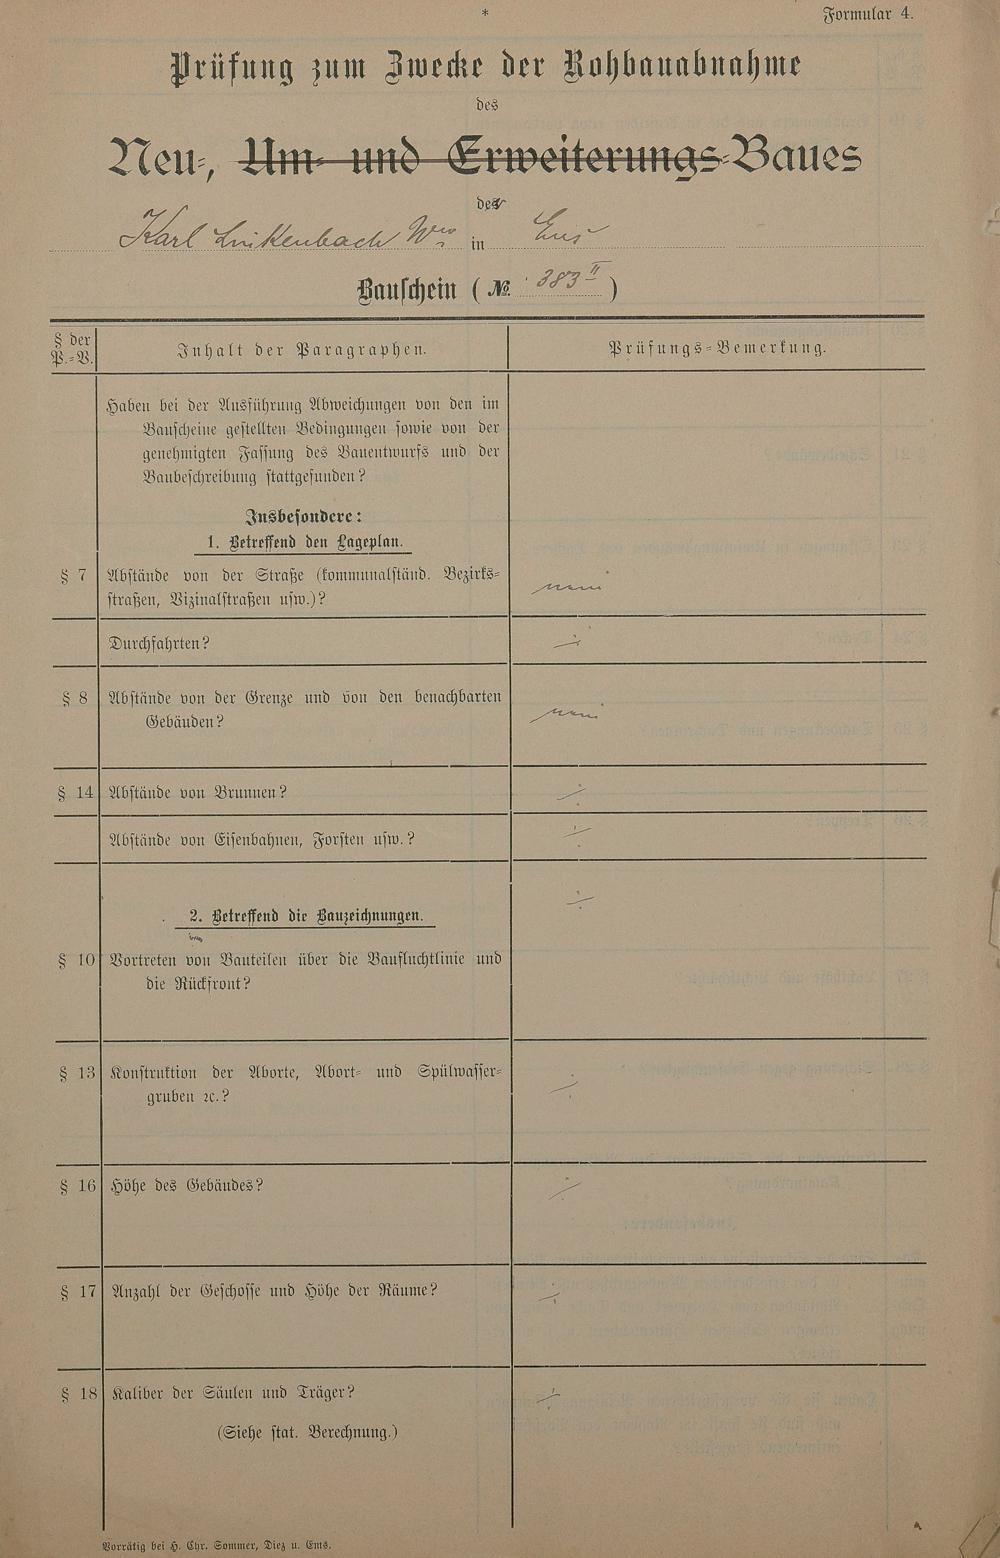 *
Formular 4.
Prüfung zum Zwecke der Rohbauabnahme
des
Neu-, Um- und Erweiterungs-Baues
der
Karl Linkenbach Wwe in Ems
Bauschein (№ 383 II)
§ der P.-V.
Inhalt der Paragraphen.
Prüfungs-Bemerkung.
Haben bei der Ausführung Abweichungen von den im
Bauscheine gestellten Bedingungen sowie von der
genehmigten Fassung des Bauentwurfs und der
Baubeschreibung stattgefunden?
Insbesondere:
1. Betreffend den Lageplan.
§ 7 Abstände von der Straße (kommunalständ. Bezirks-
straßen, Vizinalstraßen usw.)? nein
Durchfahrten? ÷
§ 8 Abstände von der Grenze und von den benachbarten
Gebäuden? nein
§ 14 Abstände von Brunnen? ÷
Abstände von Eisenbahnen, Forsten usw.? ÷
÷
2. Betreffend die Bauzeichnungen.
§ 10 Vortreten von Bauteilen über die Baufluchtlinie und
die Rückfront?
§ 13 Konstruktion der Aborte, Abort- und Spülwasser-
gruben ꝛc.? ÷
§ 16 Höhe des Gebäudes? ÷
§ 17 Anzahl der Geschosse und Höhe der Räume? ÷
§ 18 Kaliber der Säulen und Träger? ÷
(Siehe stat. Berechnung.)
Vorrätig bei H. Chr. Sommer, Diez u. Ems.